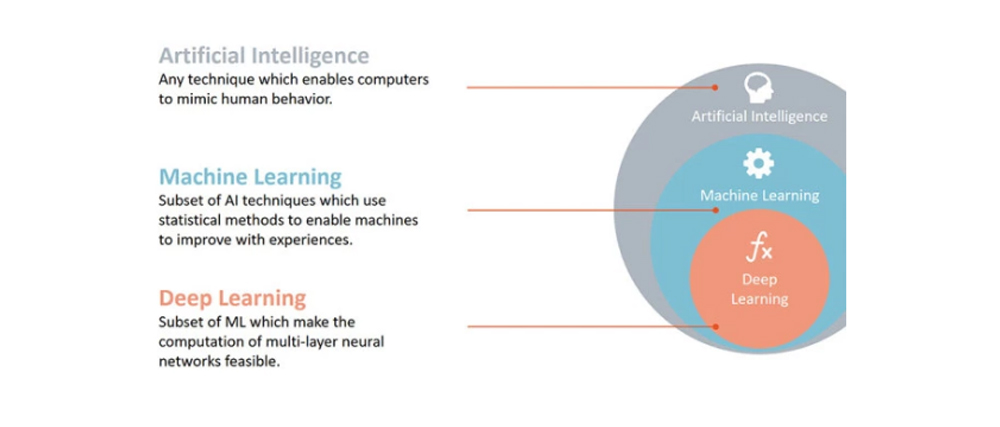 Artificial Intelligence
Any technique which enables computers
to mimic human behavior.
Machine Learning
Subset of AI techniques which use
statistical methods to enable machines
to improve with experiences.
Deep Learning
Subset of ML which make the
computation of multi-layer neural
networks feasible.
Artificial Intelligence
Machine Learning
fx
Deep
Learning